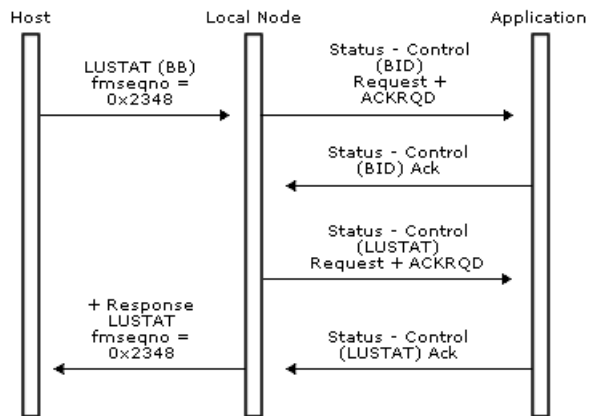 Host
Local Node
Application
LUSTAT (BB)
fmseqno =
0x2348
Status - Control
(BID)
Request +
ACKRQD
Status - Control
(BID) Ack
Status - Control
(LUSTAT)
Request + ACKRQD
+ Response
LUSTAT
fmseqno =
0x2348
Status - Control
(LUSTAT) Ack